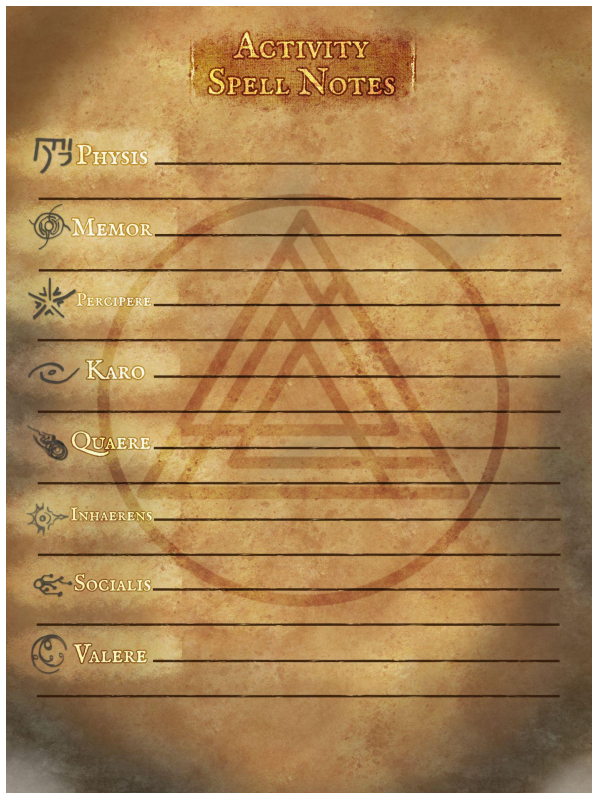 Activity
Spell Notes
Physis
Memor
Percipere
Karo
Quaere
Inhaerens
Socialis
Valere